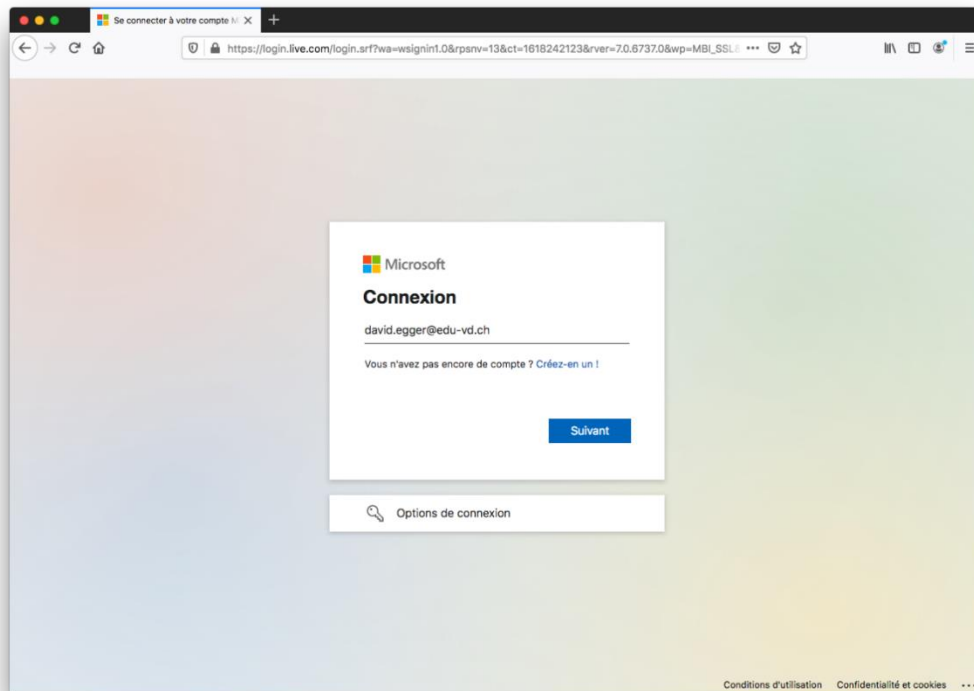 Se connecter à votre compte M
https://login.live.com/login.srf?wa=wsignin1.0&rpsnv=13&ct=1618242123&rver=7.0.6737.0&wp=MBI_SSL
Microsoft
Connexion
david.egger@edu-vd.ch
Vous n'avez pas encore de compte ? Créez-en un !
Suivant
Options de connexion
Conditions d'utilisation Confidentialité et cookies ...